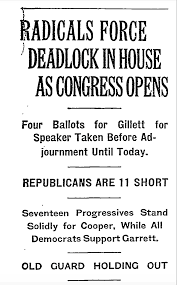 RADICALS FORCE
DEADLOCK IN HOUSE
AS CONGRESS OPENS
Four Ballots for Gillett for
Speaker Taken Before Ad-
journment Until Today.
REPUBLICANS ARE 11 SHORT
Seventeen Progressives Stand
Solidly for Cooper, While All
Democrats Support Garrett.
OLD GUARD HOLDING OUT